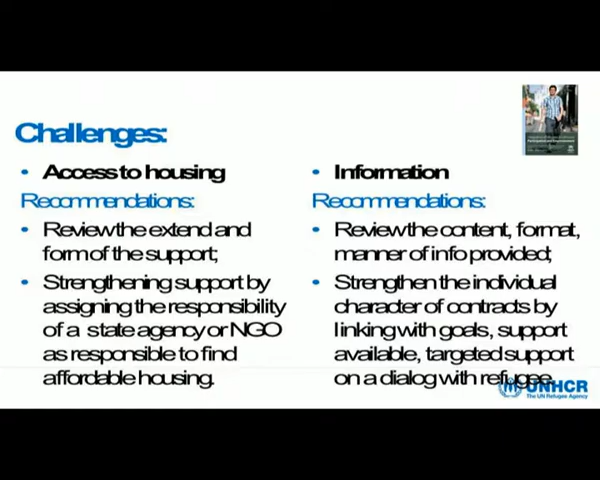 Challenges:
• Access to housing
Recommendations:
• Review the extend and
form of the support;
• Strengthening support by
assigning the responsibility
of a state agency or NGO
as responsible to find
affordable housing.
• Information
Recommendations:
• Review the content, format,
manner of info provided;
• Strengthen the individual
character of contracts by
linking with goals, support
available, targeted support
on a dialog with refugee.
UNHCR
The UN Refugee Agency